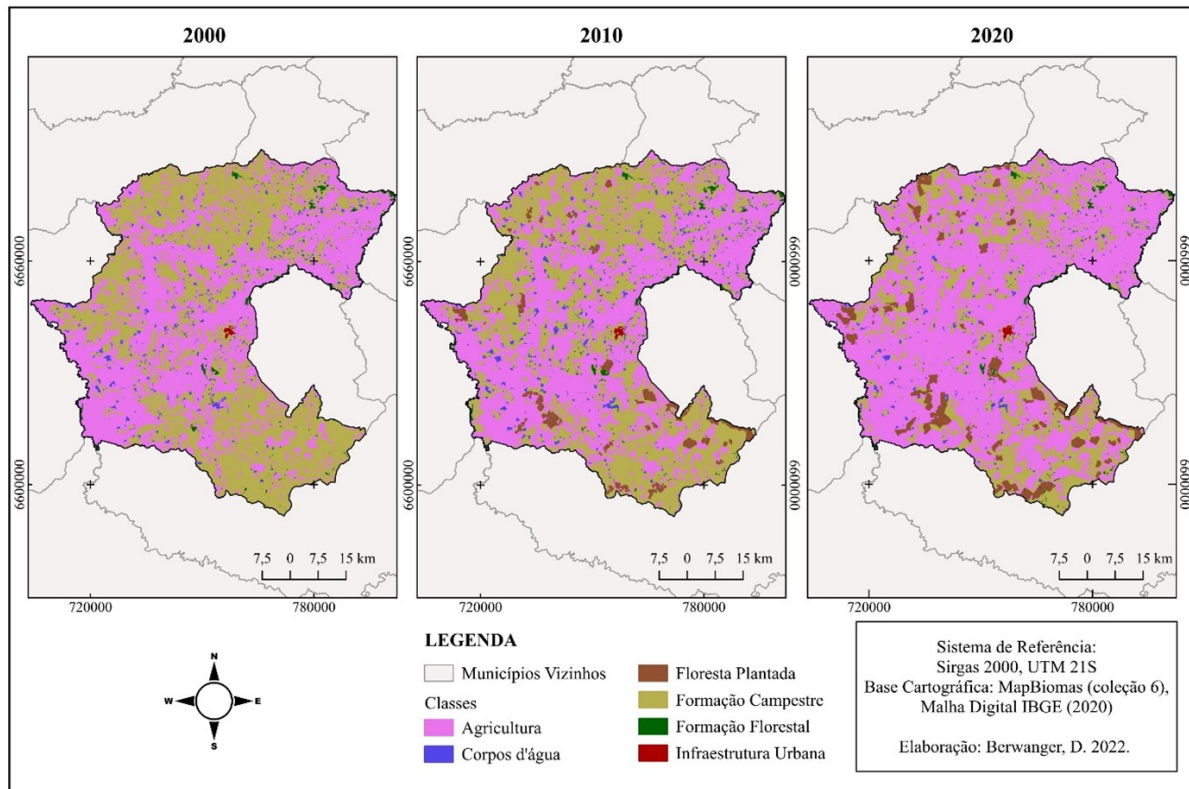 2000
2010
2020
6660000
6660000
6600000
6600000
7,5 0 7,5 15 km
7,5 0 7,5 15 km
7,5 0 7,5 15 km
720000
780000
720000
780000
720000
780000
N
W
E
S
LEGENDA
Municípios Vizinhos
Classes
Agricultura
Corpos d'água
Floresta Plantada
Formação Campestre
Formação Florestal
Infraestrutura Urbana
Sistema de Referência:
Sirgas 2000, UTM 21S
Base Cartográfica: MapBiomas (coleção 6),
Malha Digital IBGE (2020)
Elaboração: Berwanger, D. 2022.